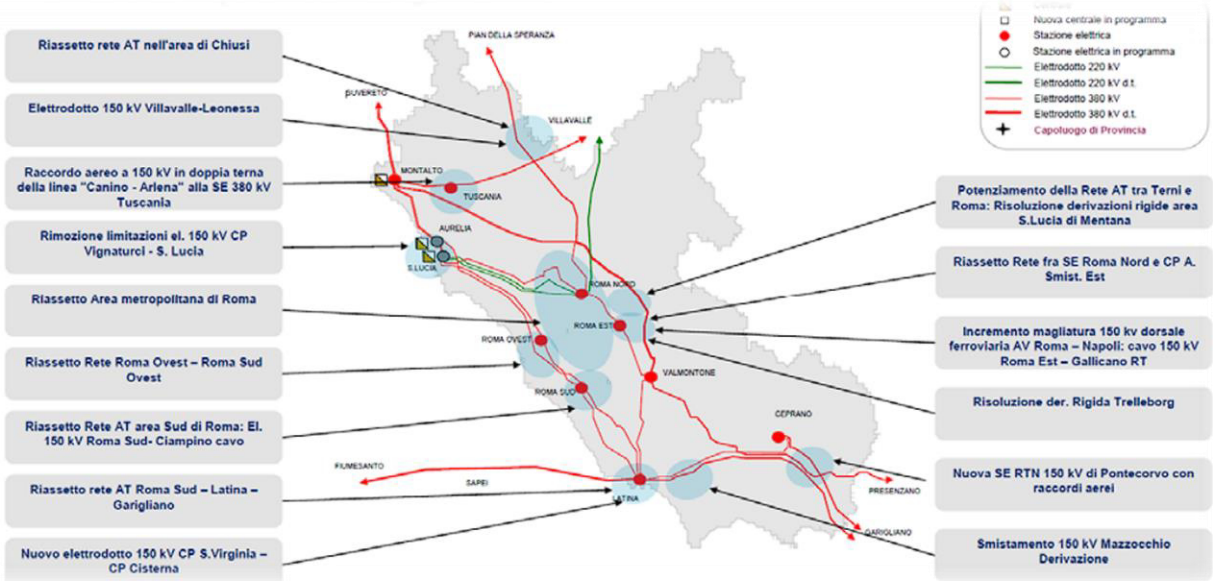 Riassetto rete AT nell'area di Chiusi
Elettrodotto 150 kV Villavalle-Leonessa
Raccordo aereo a 150 kV in doppia terna
della linea "Canino - Arlena" alla SE 380 kV
Tuscania
Rimozione limitazioni el. 150 kV CP
Vignaturci - S. Lucia
Riassetto Area metropolitana di Roma
Riassetto Rete Roma Ovest – Roma Sud
Ovest
Riassetto Rete AT area Sud di Roma: El.
150 kV Roma Sud- Ciampino cavo
Riassetto rete AT Roma Sud – Latina –
Garigliano
Nuovo elettrodotto 150 kV CP S.Virginia –
CP Cisterna
PIAN DELLA SPERANZA
SUVERETO
VILLAVALLE
MONTALTO
TUSCANIA
AURELIA
S.LUCIA
ROMA NORD
ROMA EST
ROMA OVEST
VALMONTONE
ROMA SUD
CEPRANO
FIUMESANTO
SAPEI
LATINA
PRESENZANO
GARIGLIANO
Nuova centrale in programma
Stazione elettrica
Stazione elettrica in programma
Elettrodotto 220 kV
Elettrodotto 220 kV d.t.
Elettrodotto 380 kV
Elettrodotto 380 kV d.t.
Capoluogo di Provincia
Potenziamento della Rete AT tra Terni e
Roma: Risoluzione derivazioni rigide area
S.Lucia di Mentana
Riassetto Rete fra SE Roma Nord e CP A.
Smist. Est
Incremento magliatura 150 kv dorsale
ferroviaria AV Roma – Napoli: cavo 150 kV
Roma Est – Gallicano RT
Risoluzione der. Rigida Trelleborg
Nuova SE RTN 150 kV di Pontecorvo con
raccordi aerei
Smistamento 150 kV Mazzocchio
Derivazione